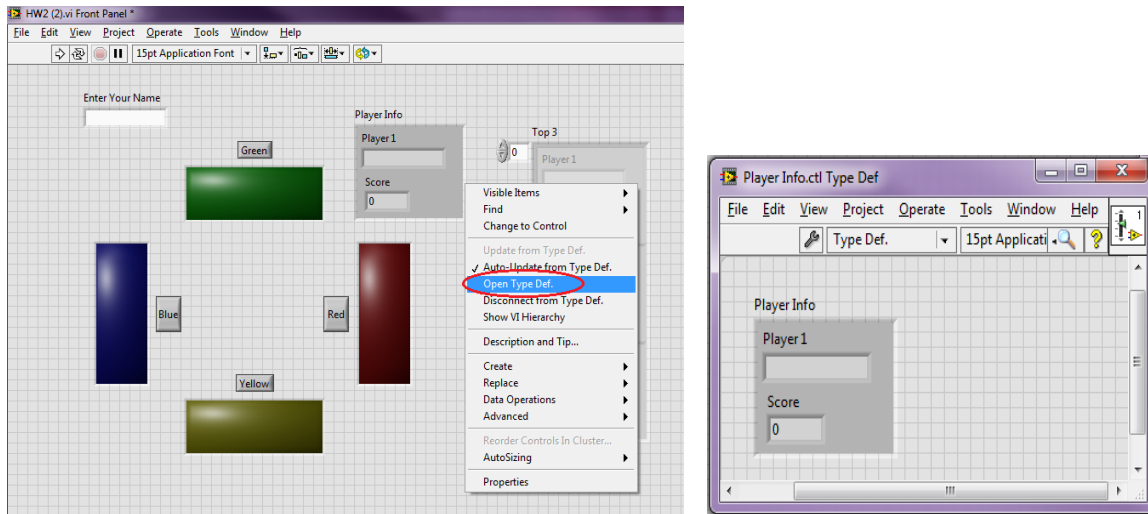 HW2 (2).vi Front Panel *
File Edit View Project Operate Tools Window Help
15pt Application Font
Enter Your Name
Player Info
Player 1
Score
0
Top 3
0
Player 1
Green
Blue
Red
Yellow
Visible Items
Find
Change to Control
Update from Type Def.
Auto-Update from Type Def.
Open Type Def.
Disconnect from Type Def.
Show VI Hierarchy
Description and Tip...
Create
Replace
Data Operations
Advanced
Reorder Controls In Cluster...
AutoSizing
Properties
Player Info.ctl Type Def
File Edit View Project Operate Tools Window Help
1
Type Def. 15pt Applicati
Player Info
Player 1
Score
0